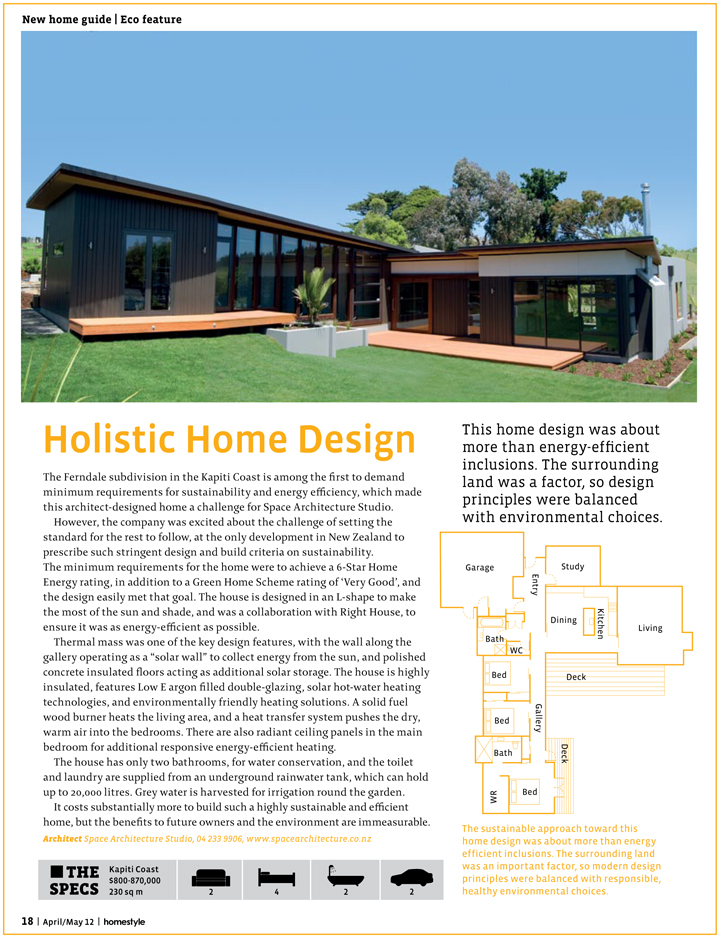 New home guide | Eco feature
Holistic Home Design
The Ferndale subdivision in the Kapiti Coast is among the first to demand
minimum requirements for sustainability and energy efficiency, which made
this architect-designed home a challenge for Space Architecture Studio.
However, the company was excited about the challenge of setting the
standard for the rest to follow, at the only development in New Zealand to
prescribe such stringent design and build criteria on sustainability.
The minimum requirements for the home were to achieve a 6-Star Home
Energy rating, in addition to a Green Home Scheme rating of ‘Very Good’, and
the design easily met that goal. The house is designed in an L-shape to make
the most of the sun and shade, and was a collaboration with Right House, to
ensure it was as energy-efficient as possible.
Thermal mass was one of the key design features, with the wall along the
gallery operating as a “solar wall” to collect energy from the sun, and polished
concrete insulated floors acting as additional solar storage. The house is highly
insulated, features Low E argon filled double-glazing, solar hot-water heating
technologies, and environmentally friendly heating solutions. A solid fuel
wood burner heats the living area, and a heat transfer system pushes the dry,
warm air into the bedrooms. There are also radiant ceiling panels in the main
bedroom for additional responsive energy-efficient heating.
The house has only two bathrooms, for water conservation, and the toilet
and laundry are supplied from an underground rainwater tank, which can hold
up to 20,000 litres. Grey water is harvested for irrigation round the garden.
It costs substantially more to build such a highly sustainable and efficient
home, but the benefits to future owners and the environment are immeasurable.
Architect Space Architecture Studio, 04 233 9906, www.spacearchitecture.co.nz
THE
SPECS
Kapiti Coast
$800-870,000
230 sq m
2
4
2
2
This home design was about
more than energy-efficient
inclusions. The surrounding
land was a factor, so design
principles were balanced
with environmental choices.
Garage
Study
Entry
Dining
Kitchen
Living
Bath
WC
Bed
Deck
Bed
Gallery
Bath
Deck
WR
Bed
The sustainable approach toward this
home design was about more than energy
efficient inclusions. The surrounding land
was an important factor, so modern design
principles were balanced with responsible,
healthy environmental choices.
18 | April/May 12 | homestyle